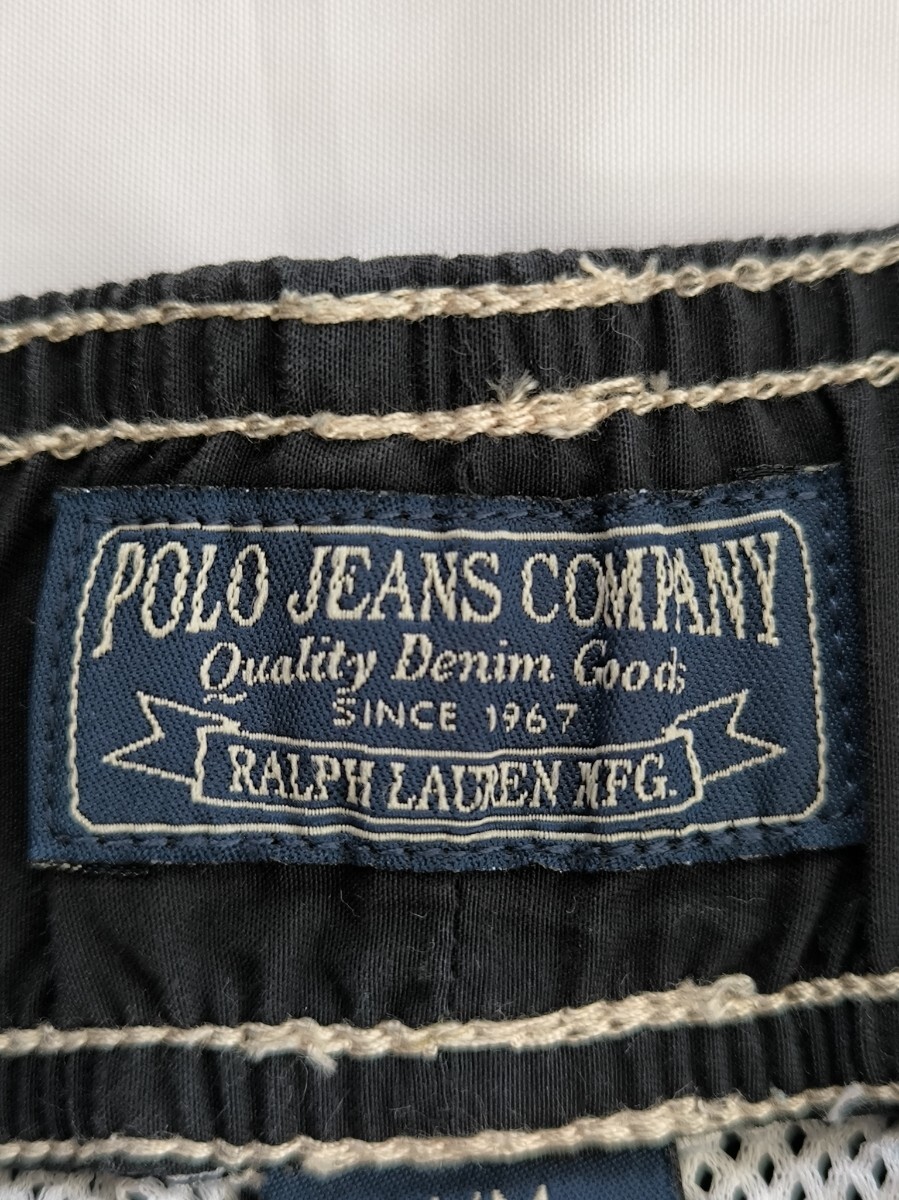 POLO JEANS COMPANY
Quality Denim Goods
SINCE 1967
RALPH LAUREN MFG.